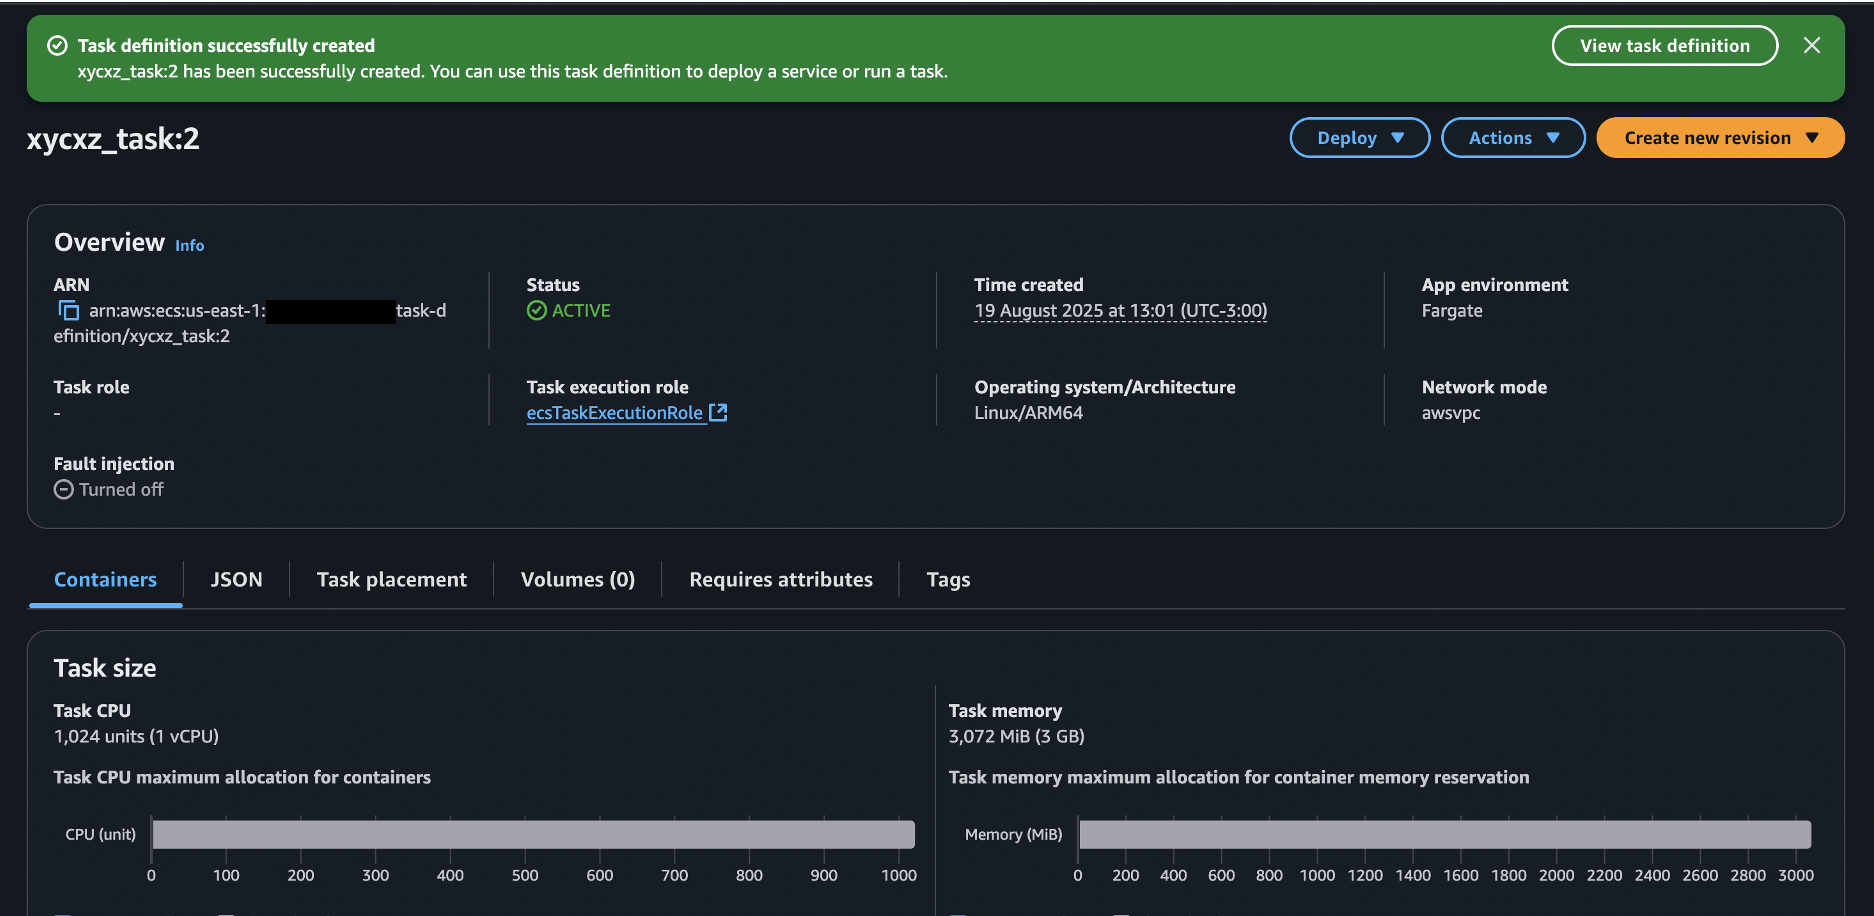 Task definition successfully created
xycxz_task:2 has been successfully created. You can use this task definition to deploy a service or run a task.
View task definition
xycxz_task:2
Deploy
Actions
Create new revision
Overview Info
ARN
arn:aws:ecs:us-east-1: task-d
efinition/xycxz_task:2
Status
ACTIVE
Time created
19 August 2025 at 13:01 (UTC-3:00)
App environment
Fargate
Task role
-
Task execution role
ecsTaskExecutionRole
Operating system/Architecture
Linux/ARM64
Network mode
awsvpc
Fault injection
Turned off
Containers
JSON
Task placement
Volumes (0)
Requires attributes
Tags
Task size
Task CPU
1,024 units (1 vCPU)
Task CPU maximum allocation for containers
CPU (unit)
0 100 200 300 400 500 600 700 800 900 1000
Task memory
3,072 MiB (3 GB)
Task memory maximum allocation for container memory reservation
Memory (MiB)
0 200 400 600 800 1000 1200 1400 1600 1800 2000 2200 2400 2600 2800 3000